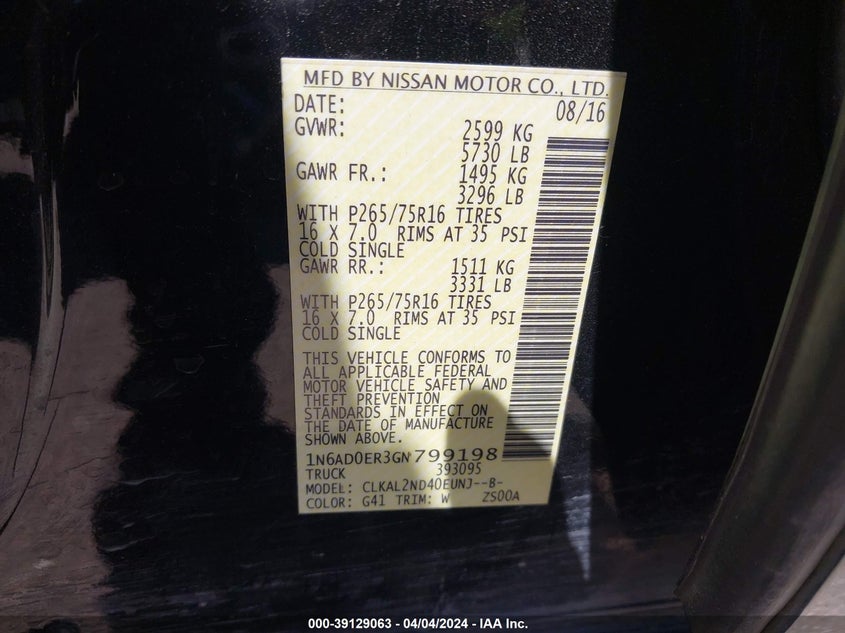 MFD BY NISSAN MOTOR CO., LTD.
DATE: 08/16
GVWR: 2599 KG
5730 LB
GAWR FR.: 1495 KG
3296 LB
WITH P265/75R16 TIRES
16 X 7.0 RIMS AT 35 PSI
COLD SINGLE
GAWR RR.: 1511 KG
3331 LB
WITH P265/75R16 TIRES
16 X 7.0 RIMS AT 35 PSI
COLD SINGLE
THIS VEHICLE CONFORMS TO
ALL APPLICABLE FEDERAL
MOTOR VEHICLE SAFETY AND
THEFT PREVENTION
STANDARDS IN EFFECT ON
THE DATE OF MANUFACTURE
SHOWN ABOVE.
1N6AD0ER3GN799198
TRUCK 393095
MODEL: CLKAL2ND40EUNJ--B-
COLOR: G41 TRIM: W ZS00A
000-39129063 - 04/04/2024 - IAA Inc.